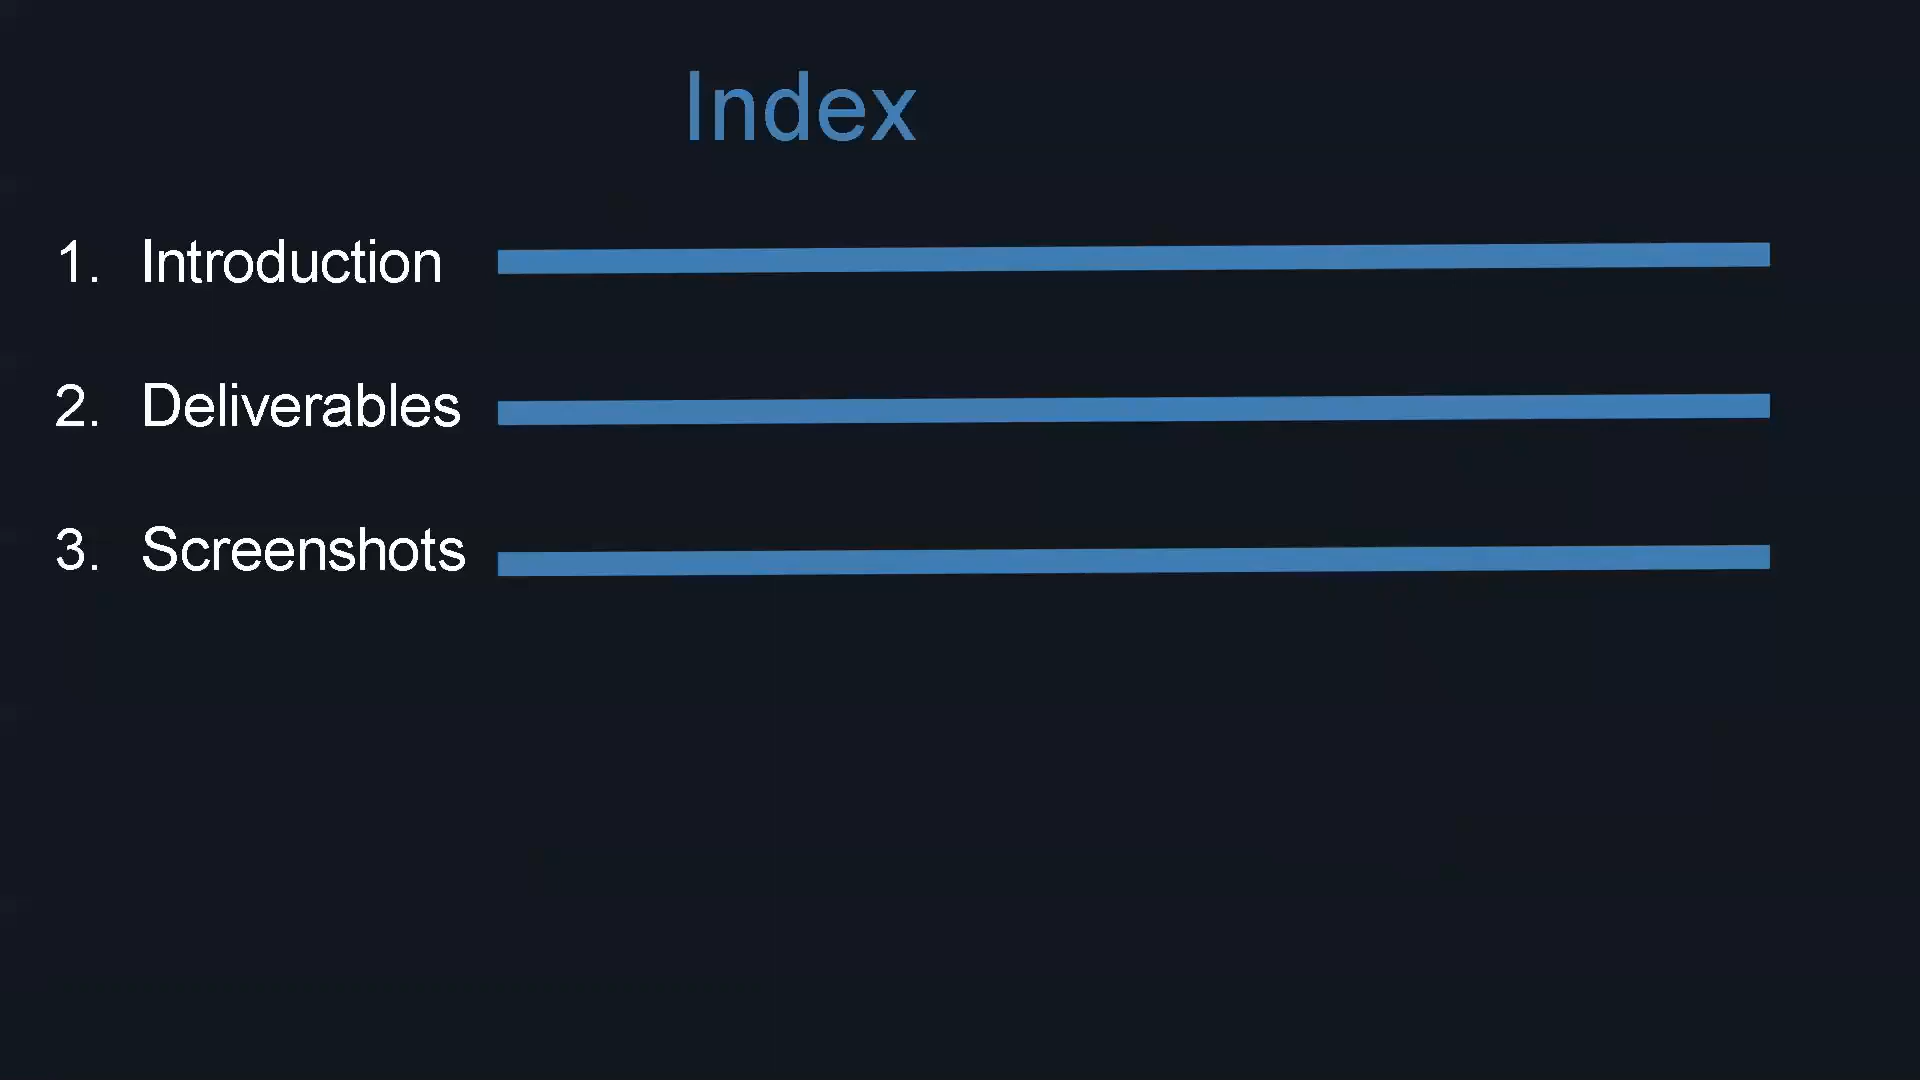 Index
1. Introduction
2. Deliverables
3. Screenshots